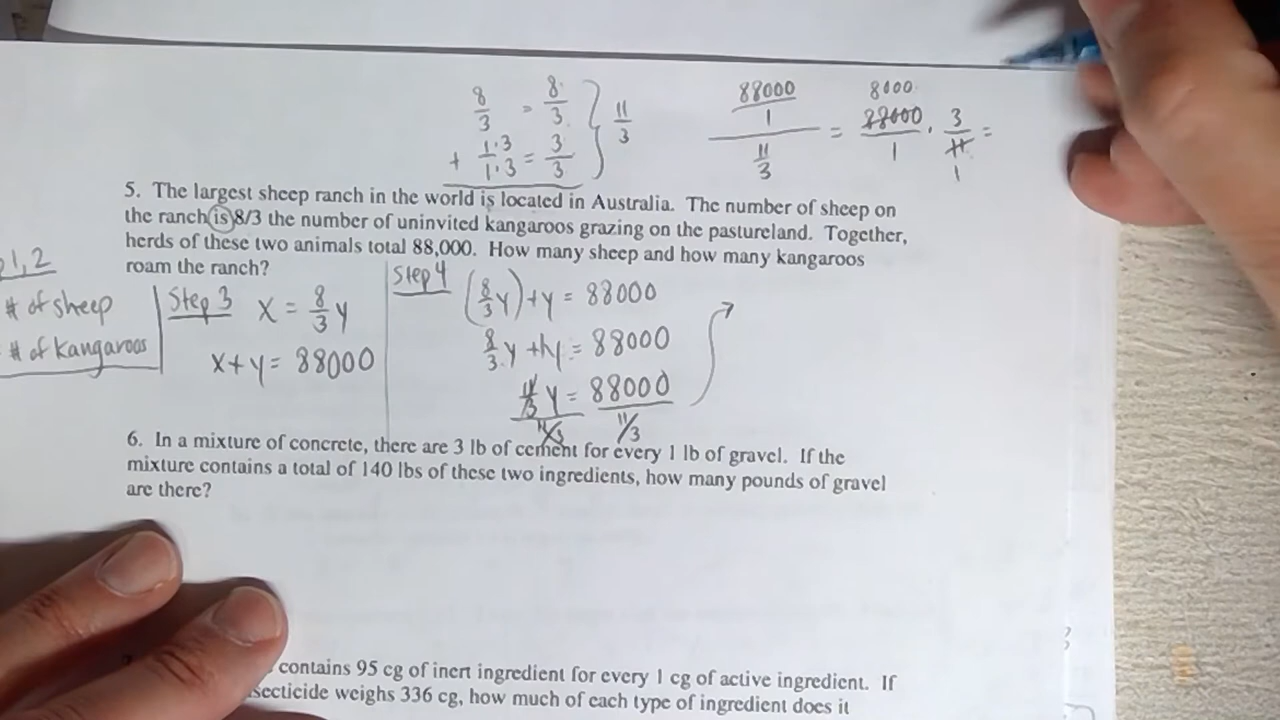 8/3 = 8/3 } 11/3
+ 1·3/1·3 = 3/3
88000/1 / 11/3 = 88000/1 · 3/11 =
8000
1
5. The largest sheep ranch in the world is located in Australia. The number of sheep on
the ranch is 8/3 the number of uninvited kangaroos grazing on the pastureland. Together,
herds of these two animals total 88,000. How many sheep and how many kangaroos
roam the ranch?
1,2
# of sheep
# of kangaroos
Step 3 x = 8/3 y
x + y = 88000
Step 4 (8/3 y) + y = 88000
8/3 y + 1y = 88000
11/3 y = 88000
11/3 11/3
6. In a mixture of concrete, there are 3 lb of cement for every 1 lb of gravel. If the
mixture contains a total of 140 lbs of these two ingredients, how many pounds of gravel
are there?
contains 95 cg of inert ingredient for every 1 cg of active ingredient. If
secticide weighs 336 cg, how much of each type of ingredient does it